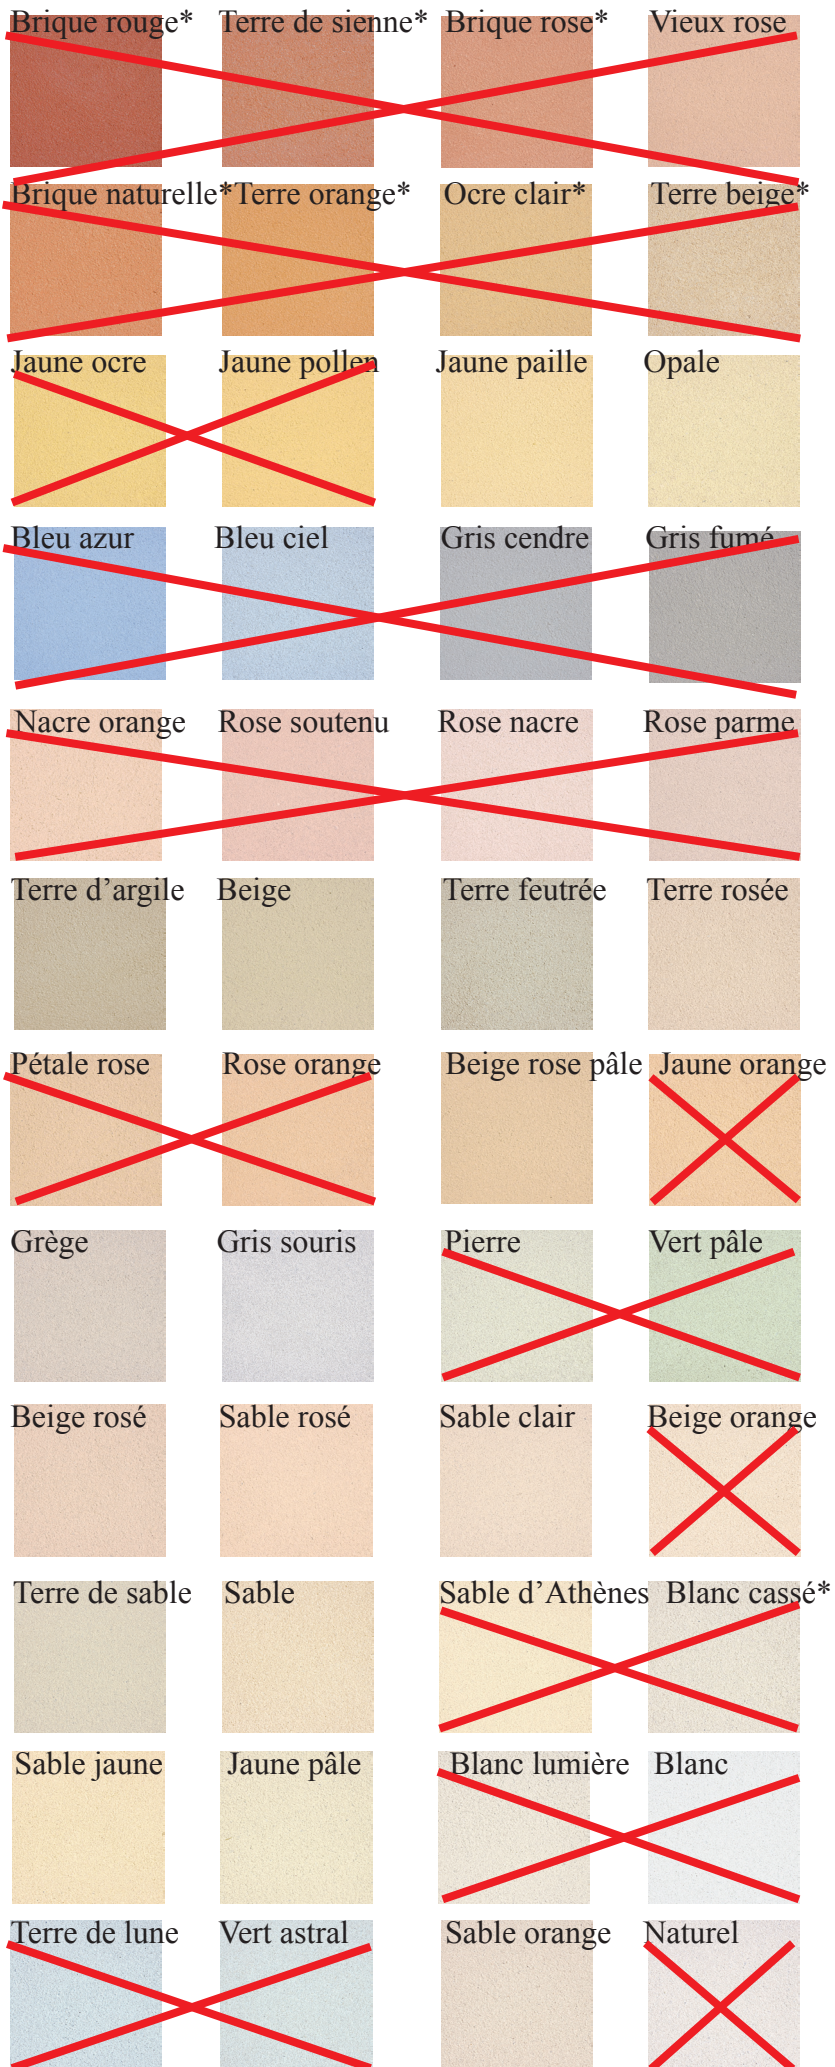 Brique rouge* Terre de sienne* Brique rose* Vieux rose
Brique naturelle* Terre orange* Ocre clair* Terre beige*
Jaune ocre Jaune pollen Jaune paille Opale
Bleu azur Bleu ciel Gris cendre Gris fumé
Nacre orange Rose soutenu Rose nacre Rose parme
Terre d’argile Beige Terre feutrée Terre rosée
Pétale rose Rose orange Beige rose pâle Jaune orange
Grège Gris souris Pierre Vert pâle
Beige rosé Sable rosé Sable clair Beige orange
Terre de sable Sable Sable d’Athènes Blanc cassé*
Sable jaune Jaune pâle Blanc lumière Blanc
Terre de lune Vert astral Sable orange Naturel